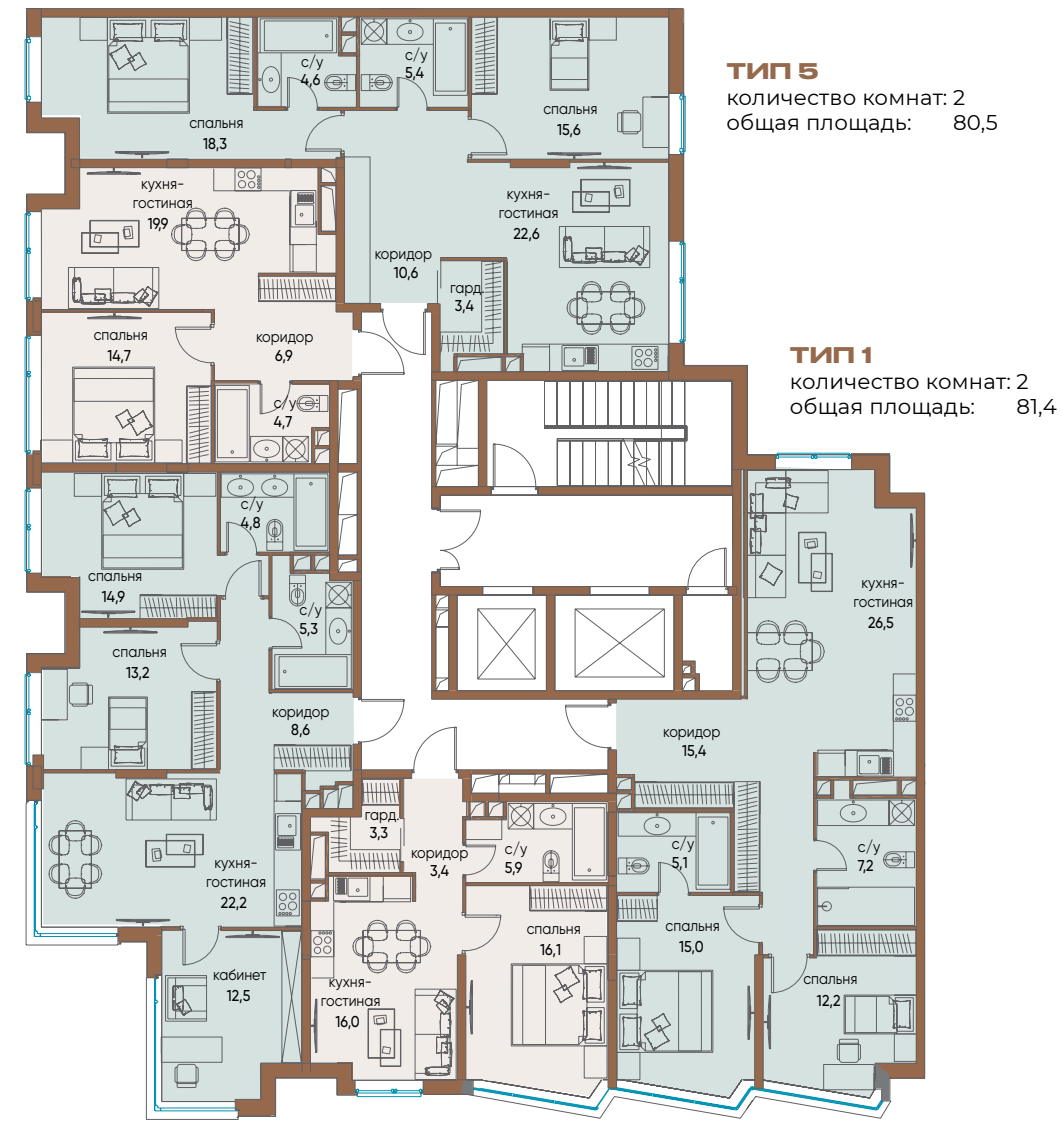 ТИП 5
количество комнат: 2
общая площадь: 80,5
с/у
4,6
с/у
5,4
спальня
18,3
спальня
15,6
кухня-
гостиная
19,9
кухня-
гостиная
22,6
коридор
10,6
гард.
3,4
спальня
14,7
коридор
6,9
с/у
4,7
ТИП 1
количество комнат: 2
общая площадь: 81,4
с/у
4,8
спальня
14,9
с/у
5,3
спальня
13,2
коридор
8,6
кухня-
гостиная
26,5
коридор
15,4
гард.
3,3
коридор
3,4
с/у
5,9
с/у
5,1
с/у
7,2
кухня-
гостиная
22,2
спальня
16,1
спальня
15,0
кабинет
12,5
кухня-
гостиная
16,0
спальня
12,2